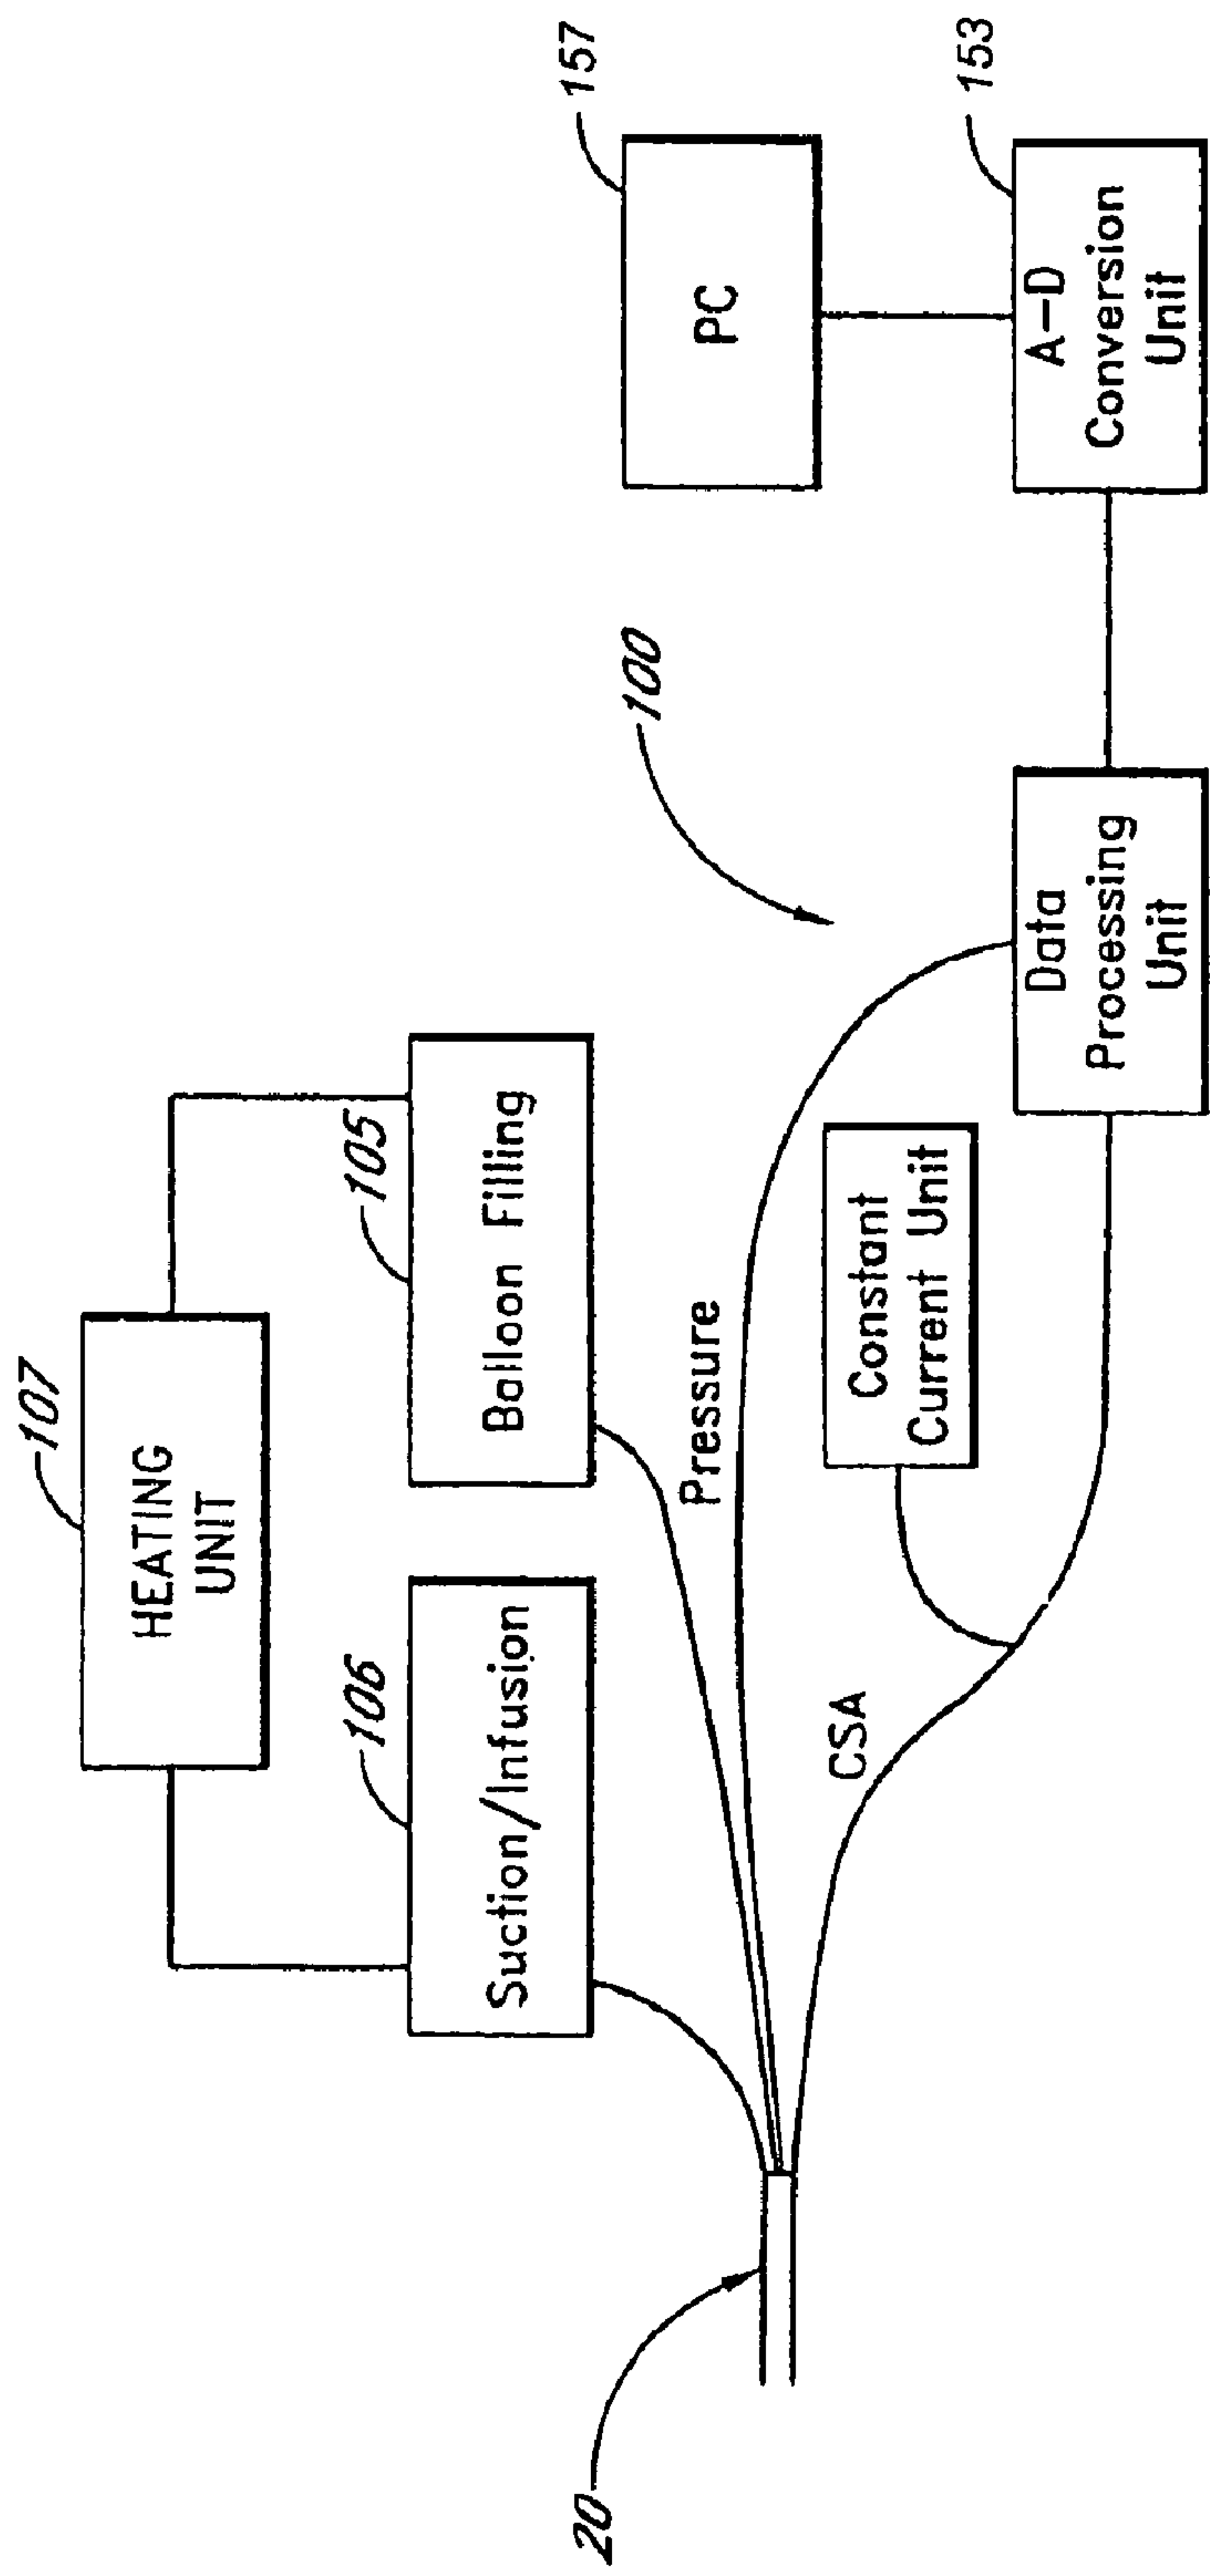 107
HEATING
UNIT
106
Suction/Infusion
105
Balloon Filling
157
PC
100
Pressure
CSA
Constant
Current Unit
Data
Processing
Unit
153
A-D
Conversion
Unit
20